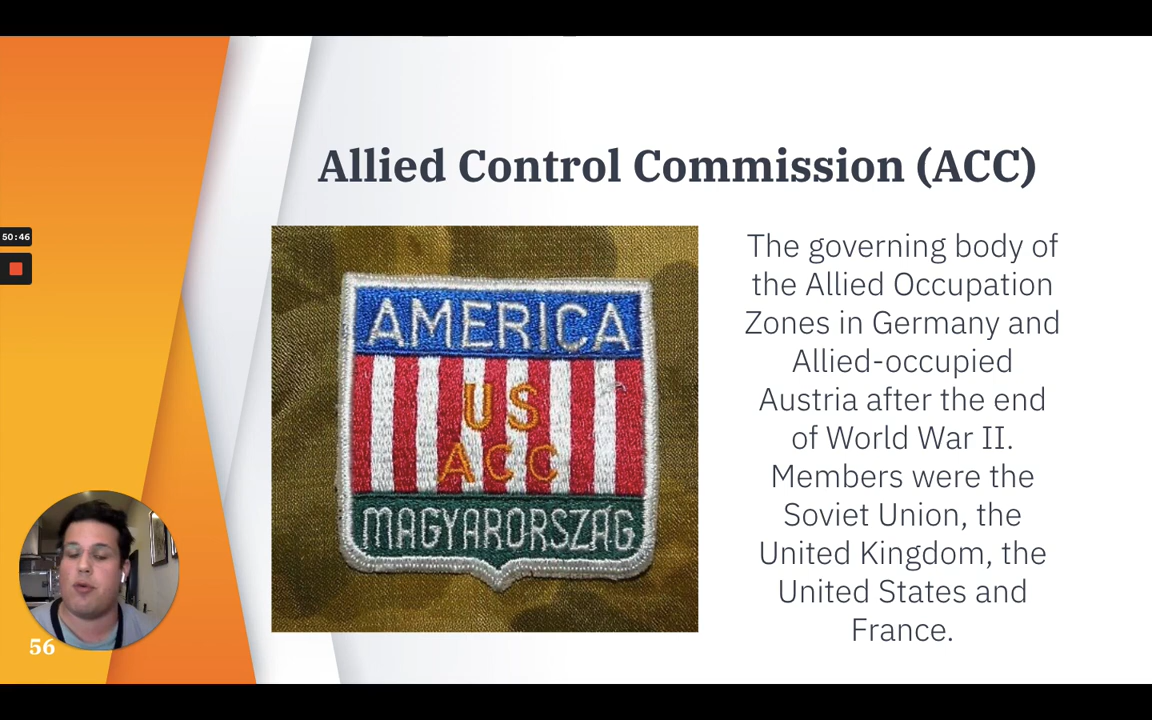 Allied Control Commission (ACC)
50:46
AMERICA
US
ACC
MAGYARORSZÁG
The governing body of
the Allied Occupation
Zones in Germany and
Allied-occupied
Austria after the end
of World War II.
Members were the
Soviet Union, the
United Kingdom, the
United States and
France.
56